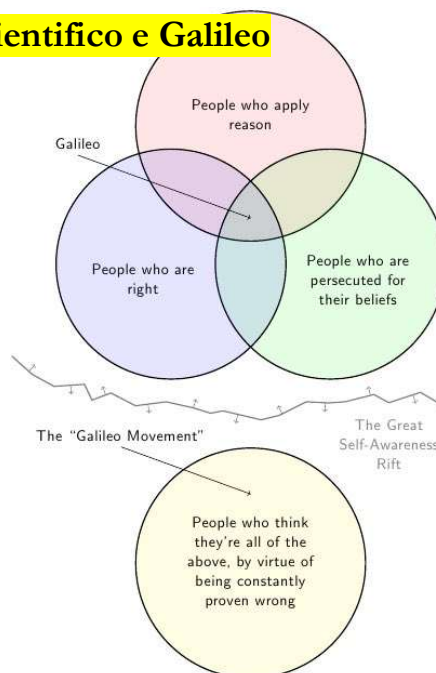 entifico e Galileo
People who apply
reason
Galileo
People who are
right
People who are
persecuted for
their beliefs
The Great
Self-Awareness
Rift
The “Galileo Movement”
People who think
they're all of the
above, by virtue of
being constantly
proven wrong